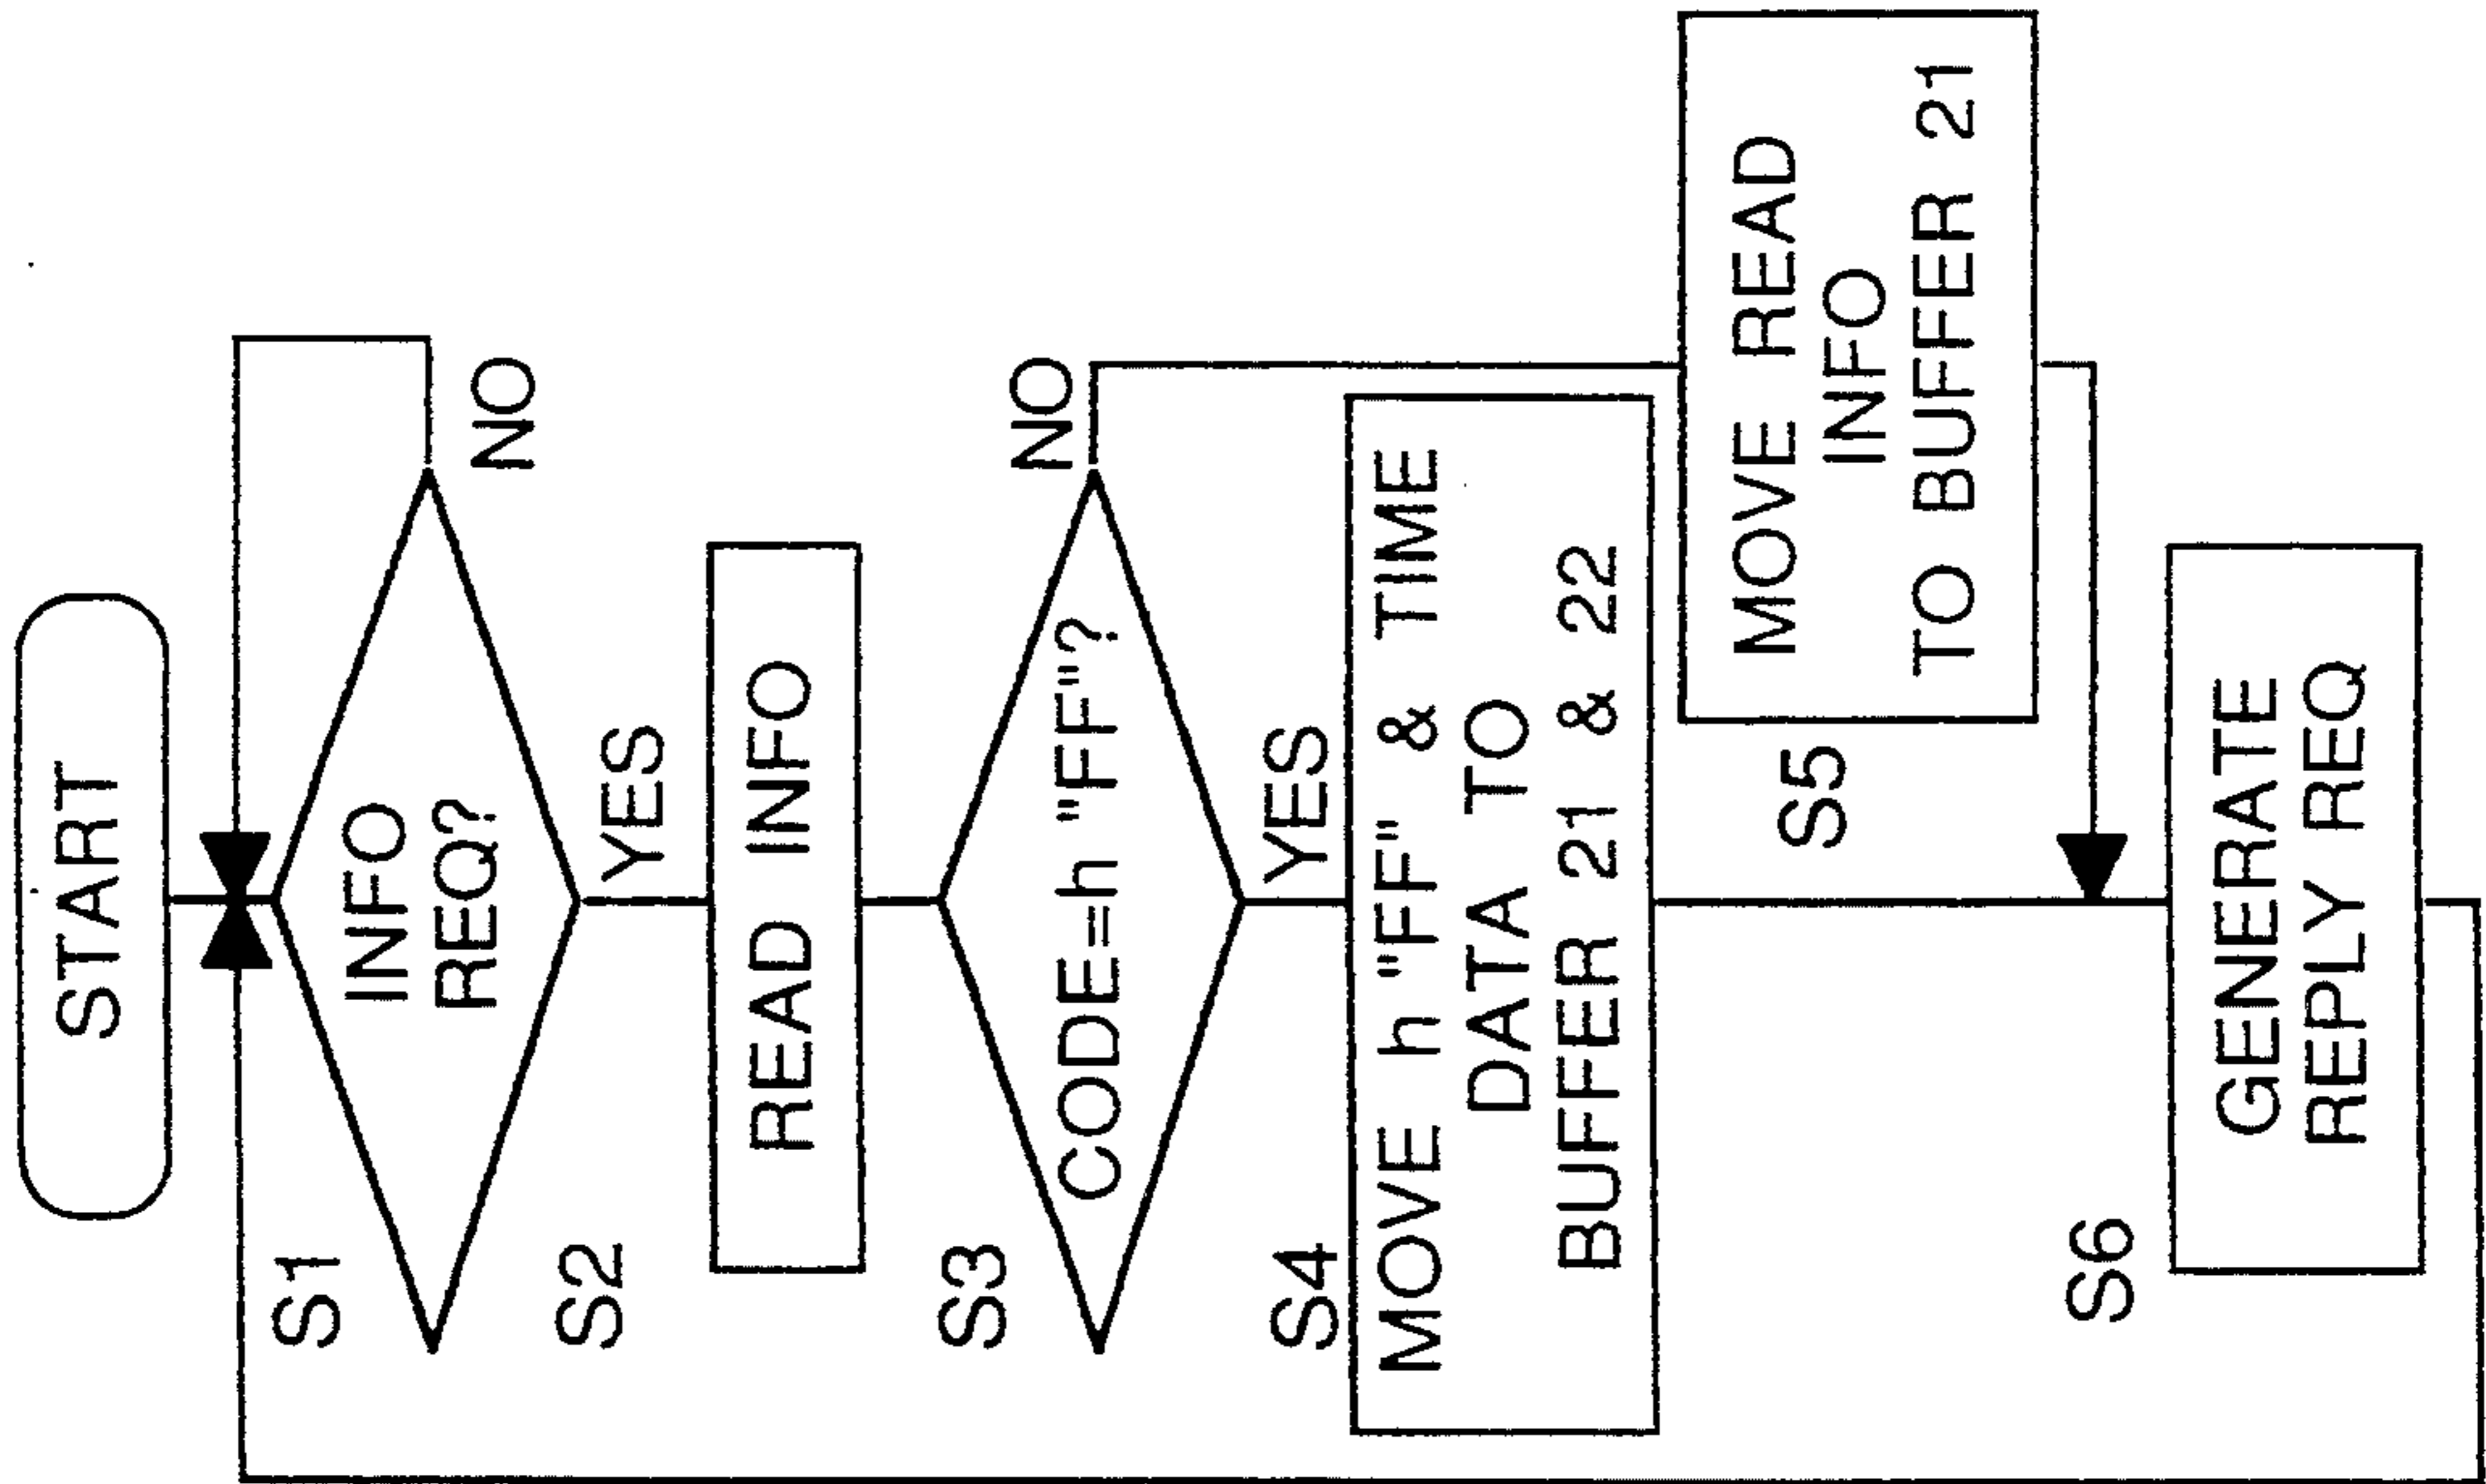 START
S1
INFO
REQ?
NO
YES
S2
READ INFO
S3
CODE=h "FF"?
NO
YES
S4
MOVE h "FF" & TIME
DATA TO
BUFFER 21 & 22
S5
MOVE READ
INFO
TO BUFFER 21
S6
GENERATE
REPLY REQ